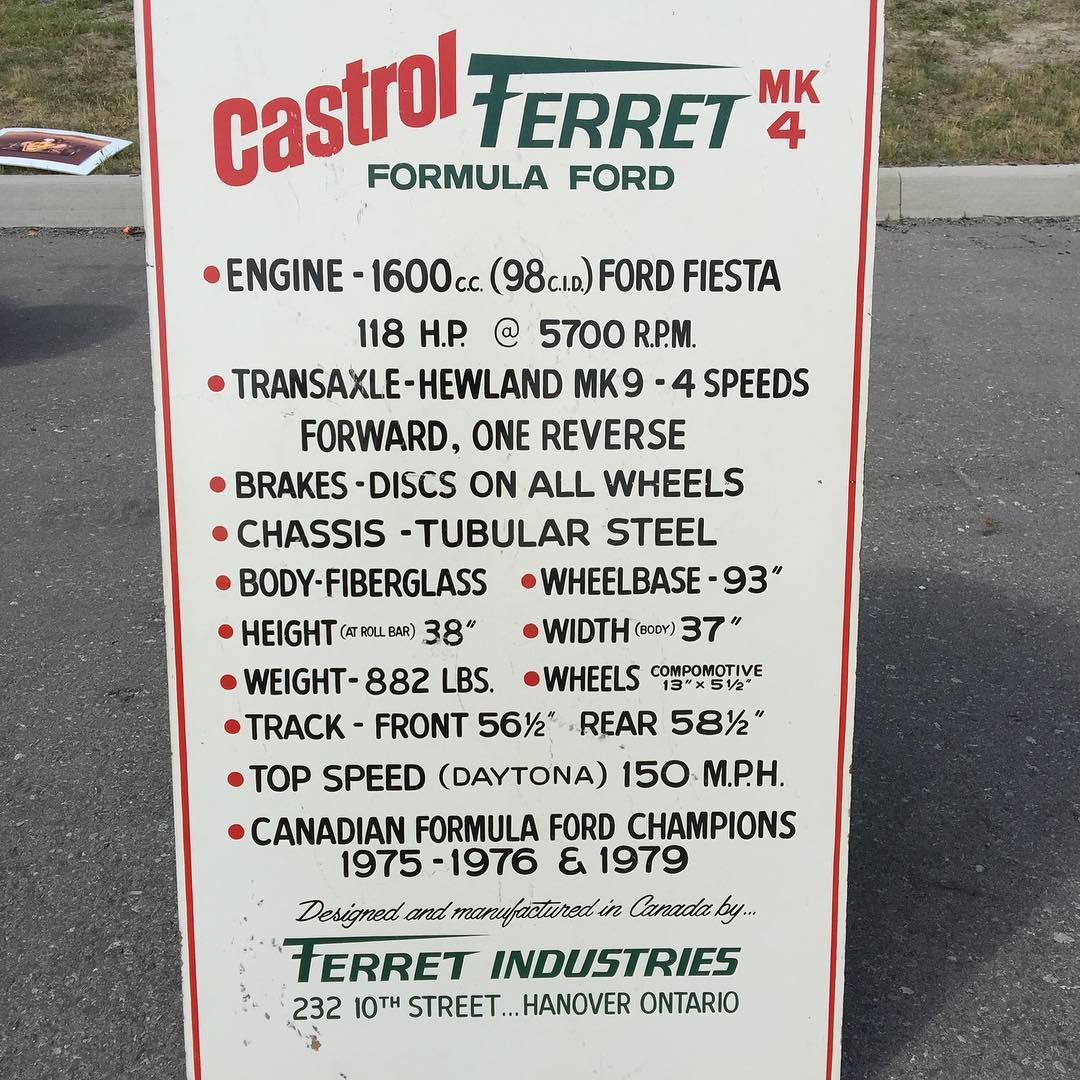 Castrol FERRET MK 4
FORMULA FORD
• ENGINE - 1600 C.C. (98 C.I.D.) FORD FIESTA
118 H.P. @ 5700 R.P.M.
• TRANSAXLE - HEWLAND MK 9 - 4 SPEEDS
FORWARD, ONE REVERSE
• BRAKES - DISCS ON ALL WHEELS
• CHASSIS - TUBULAR STEEL
• BODY - FIBERGLASS • WHEELBASE - 93"
• HEIGHT (AT ROLL BAR) 38" • WIDTH (BODY) 37"
• WEIGHT - 882 LBS. • WHEELS COMPOMOTIVE 13" x 5½"
• TRACK - FRONT 56½" REAR 58½"
• TOP SPEED (DAYTONA) 150 M.P.H.
• CANADIAN FORMULA FORD CHAMPIONS
1975 - 1976 & 1979
Designed and manufactured in Canada by...
FERRET INDUSTRIES
232 10TH STREET... HANOVER ONTARIO